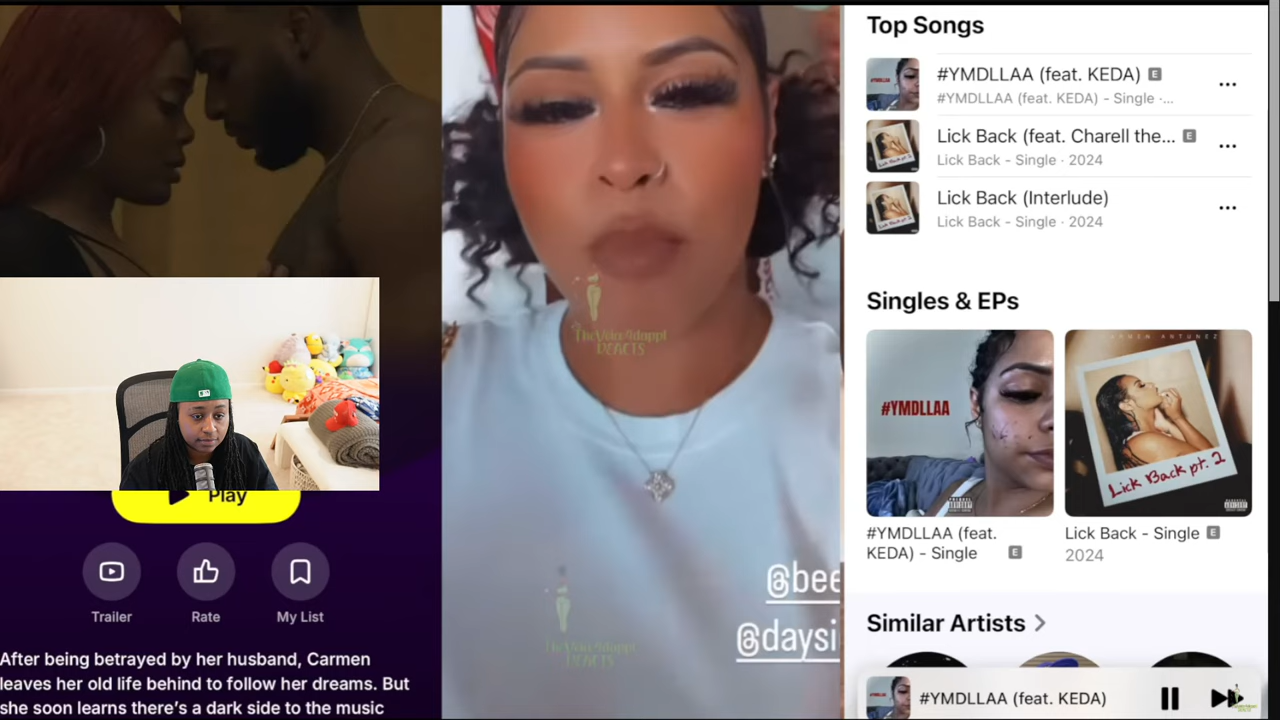 Play
Trailer
Rate
My List
After being betrayed by her husband, Carmen
leaves her old life behind to follow her dreams. But
she soon learns there's a dark side to the music
REACTS
@bee
@daysi
REACTS
Top Songs
#YMDLLAA (feat. KEDA) E
#YMDLLAA (feat. KEDA) - Single ·...
Lick Back (feat. Charell the... E
Lick Back - Single · 2024
Lick Back (Interlude)
Lick Back - Single · 2024
Singles & EPs
#YMDLLAA
CARMEN ANTUNEZ
Lick Back pt. 2
#YMDLLAA (feat.
KEDA) - Single E
Lick Back - Single E
2024
Similar Artists
#YMDLLAA (feat. KEDA)